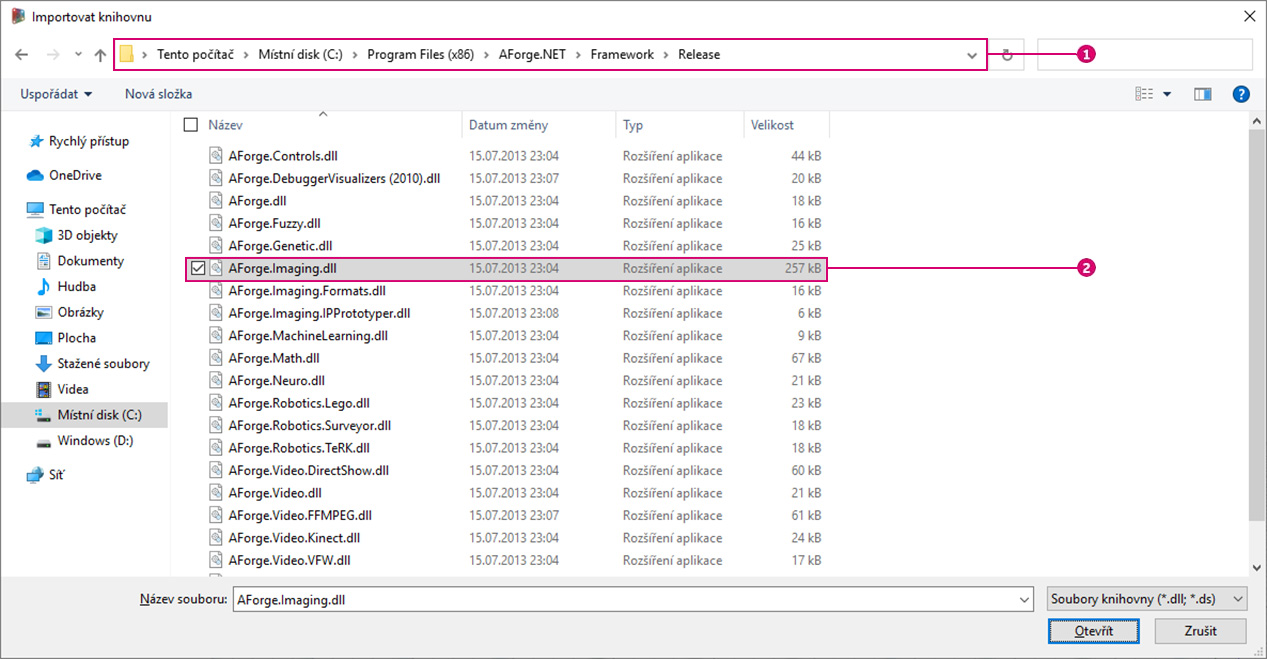 Importovat knihovnu
Tento počítač › Místní disk (C:) › Program Files (x86) › AForge.NET › Framework › Release 1
Uspořádat Nová složka ?
Rychlý přístup
OneDrive
Tento počítač
3D objekty
Dokumenty
Hudba
Obrázky
Plocha
Stažené soubory
Videa
Místní disk (C:)
Windows (D:)
Síť
Název Datum změny Typ Velikost
AForge.Controls.dll 15.07.2013 23:04 Rozšíření aplikace 44 kB
AForge.DebuggerVisualizers (2010).dll 15.07.2013 23:07 Rozšíření aplikace 20 kB
AForge.dll 15.07.2013 23:04 Rozšíření aplikace 18 kB
AForge.Fuzzy.dll 15.07.2013 23:04 Rozšíření aplikace 16 kB
AForge.Genetic.dll 15.07.2013 23:04 Rozšíření aplikace 25 kB
AForge.Imaging.dll 15.07.2013 23:04 Rozšíření aplikace 257 kB 2
AForge.Imaging.Formats.dll 15.07.2013 23:04 Rozšíření aplikace 16 kB
AForge.Imaging.IPPrototyper.dll 15.07.2013 23:08 Rozšíření aplikace 6 kB
AForge.MachineLearning.dll 15.07.2013 23:04 Rozšíření aplikace 9 kB
AForge.Math.dll 15.07.2013 23:04 Rozšíření aplikace 67 kB
AForge.Neuro.dll 15.07.2013 23:04 Rozšíření aplikace 21 kB
AForge.Robotics.Lego.dll 15.07.2013 23:04 Rozšíření aplikace 23 kB
AForge.Robotics.Surveyor.dll 15.07.2013 23:04 Rozšíření aplikace 18 kB
AForge.Robotics.TeRK.dll 15.07.2013 23:04 Rozšíření aplikace 18 kB
AForge.Video.DirectShow.dll 15.07.2013 23:04 Rozšíření aplikace 60 kB
AForge.Video.dll 15.07.2013 23:04 Rozšíření aplikace 21 kB
AForge.Video.FFMPEG.dll 15.07.2013 23:07 Rozšíření aplikace 61 kB
AForge.Video.Kinect.dll 15.07.2013 23:04 Rozšíření aplikace 24 kB
AForge.Video.VFW.dll 15.07.2013 23:04 Rozšíření aplikace 17 kB
Název souboru: AForge.Imaging.dll Soubory knihovny (*.dll; *.ds)
Otevřít Zrušit